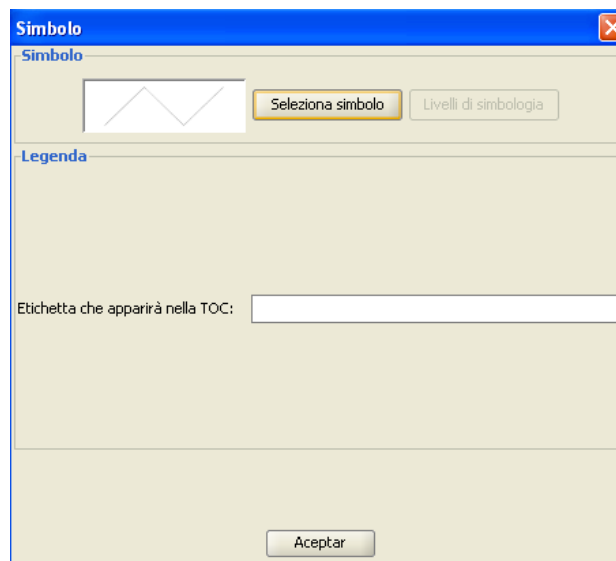 Simbolo
Simbolo
Seleziona simbolo
Livelli di simbologia
Legenda
Etichetta che apparirà nella TOC:
Aceptar